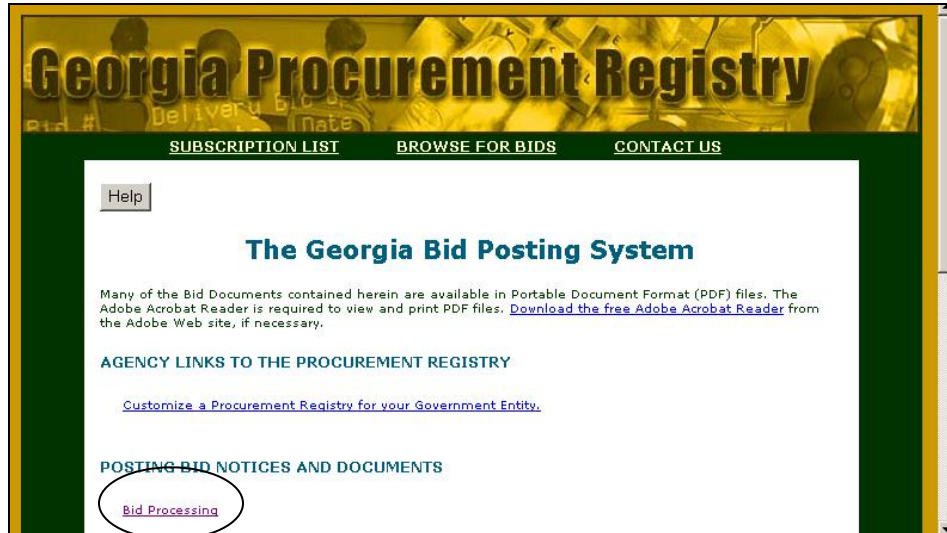 Georgia Procurement Registry
SUBSCRIPTION LIST BROWSE FOR BIDS CONTACT US
Help
The Georgia Bid Posting System
Many of the Bid Documents contained herein are available in Portable Document Format (PDF) files. The
Adobe Acrobat Reader is required to view and print PDF files. Download the free Adobe Acrobat Reader from
the Adobe Web site, if necessary.
AGENCY LINKS TO THE PROCUREMENT REGISTRY
Customize a Procurement Registry for your Government Entity.
POSTING BID NOTICES AND DOCUMENTS
Bid Processing